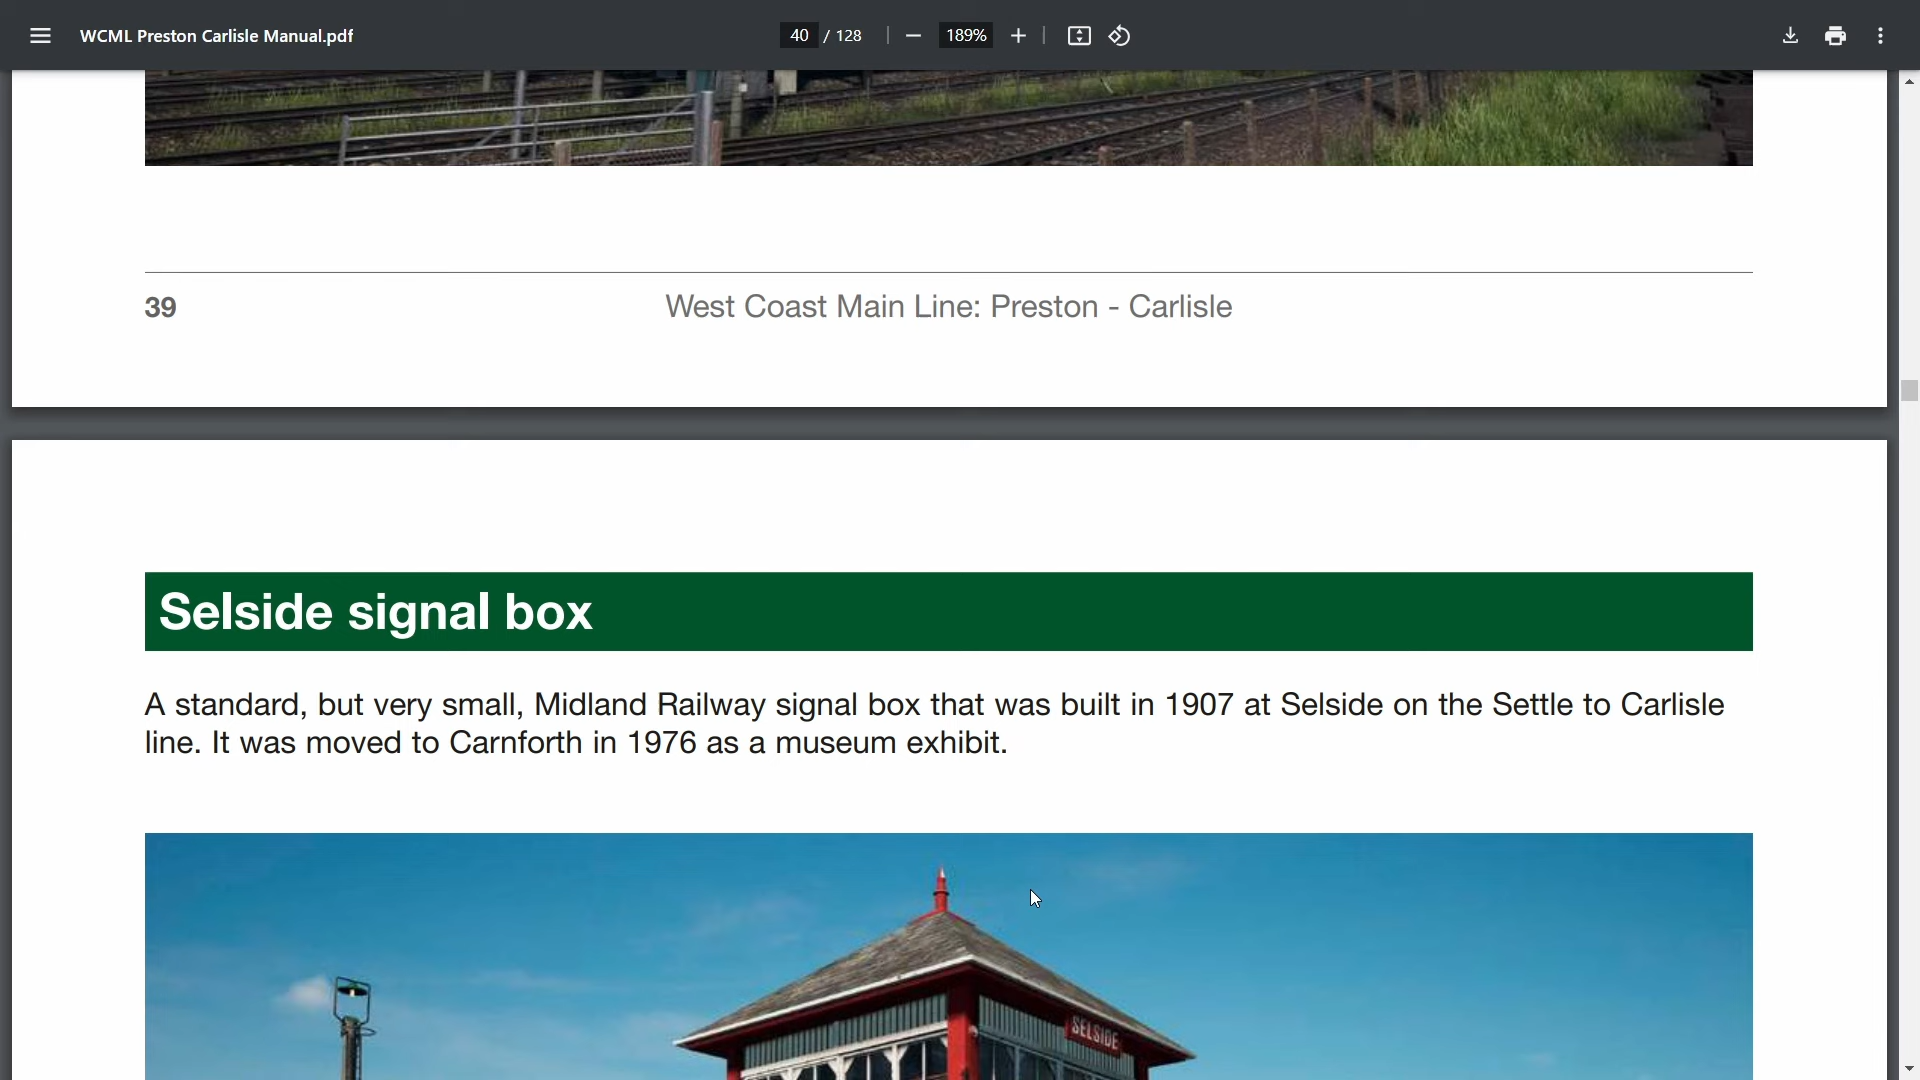 WCML Preston Carlisle Manual.pdf
40 / 128
189%
39
West Coast Main Line: Preston - Carlisle
Selside signal box
A standard, but very small, Midland Railway signal box that was built in 1907 at Selside on the Settle to Carlisle
line. It was moved to Carnforth in 1976 as a museum exhibit.
SELSIDE